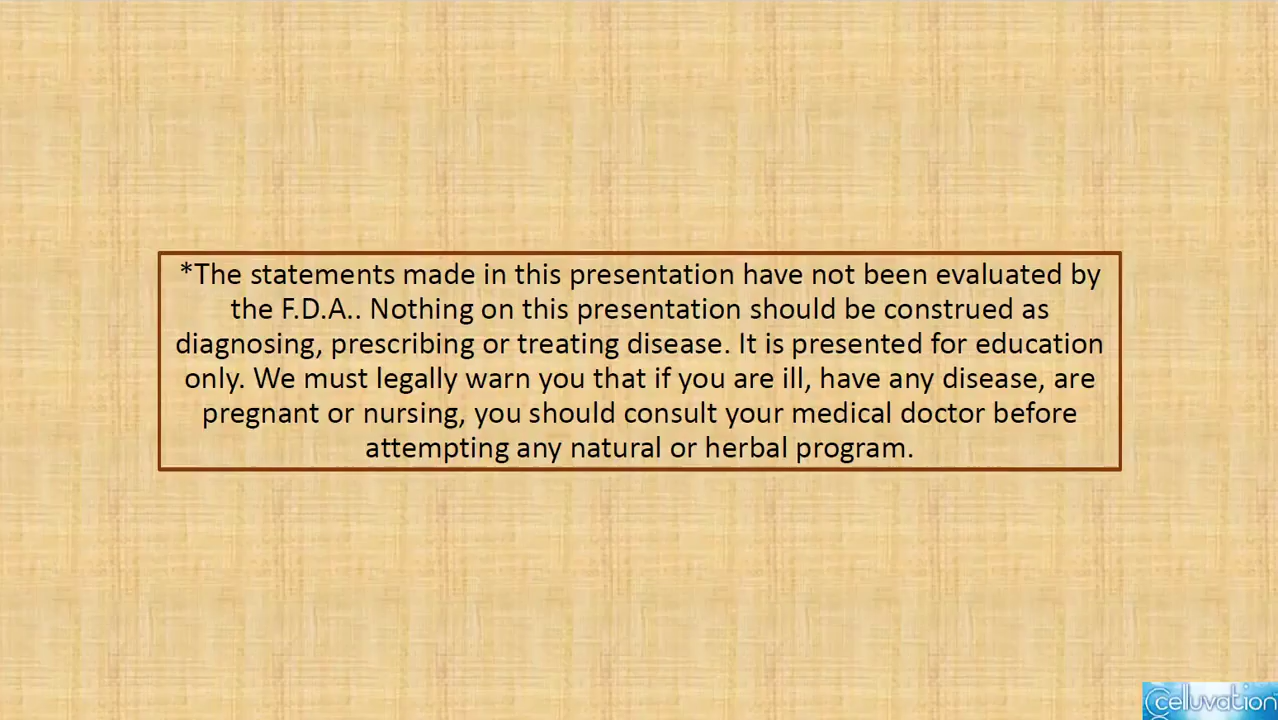 *The statements made in this presentation have not been evaluated by
the F.D.A.. Nothing on this presentation should be construed as
diagnosing, prescribing or treating disease. It is presented for education
only. We must legally warn you that if you are ill, have any disease, are
pregnant or nursing, you should consult your medical doctor before
attempting any natural or herbal program.
Celluvation